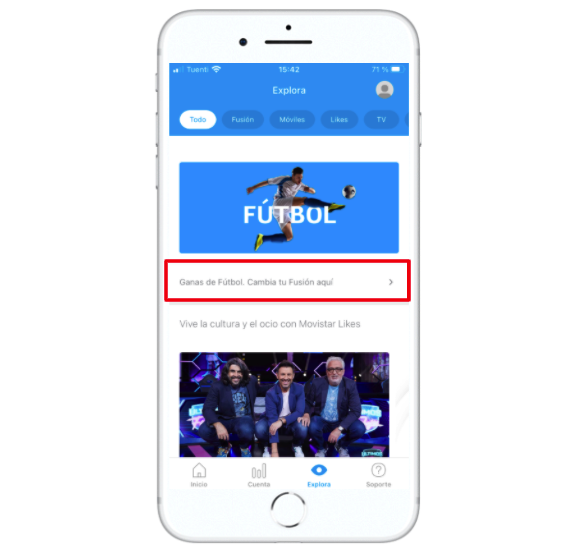 Tuenti 15:42 71 %
Explora
Todo Fusión Móviles Likes TV
FÚTBOL
Ganas de Fútbol. Cambia tu Fusión aquí
Vive la cultura y el ocio con Movistar Likes
Inicio Cuenta Explora Soporte